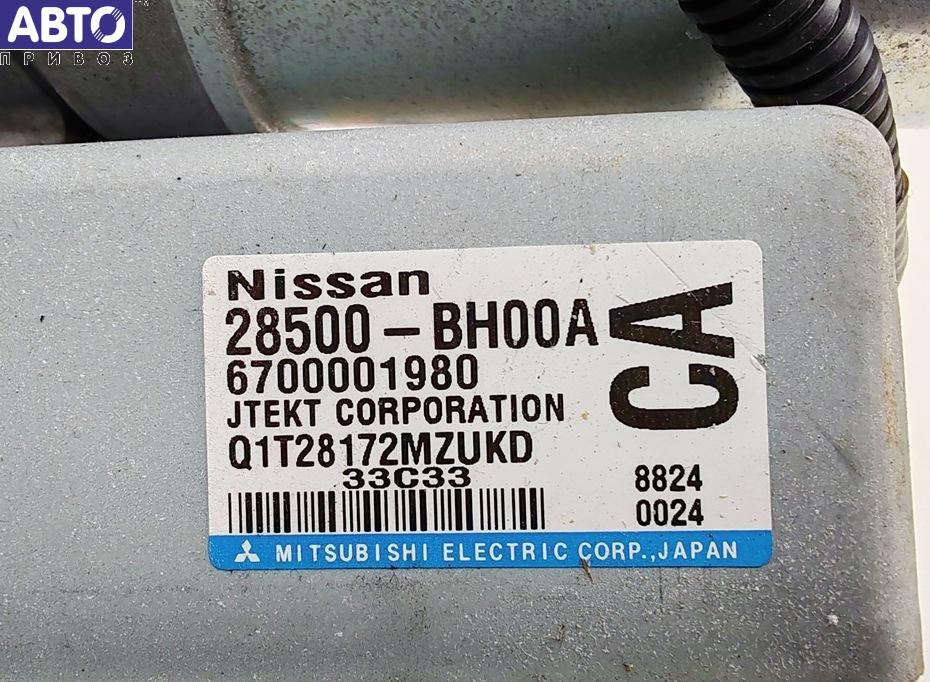 АВТО
ПРИВОЗ
Nissan
28500-BH00A
6700001980
JTEKT CORPORATION
Q1T28172MZUKD
33C33
CA
8824
0024
MITSUBISHI ELECTRIC CORP., JAPAN